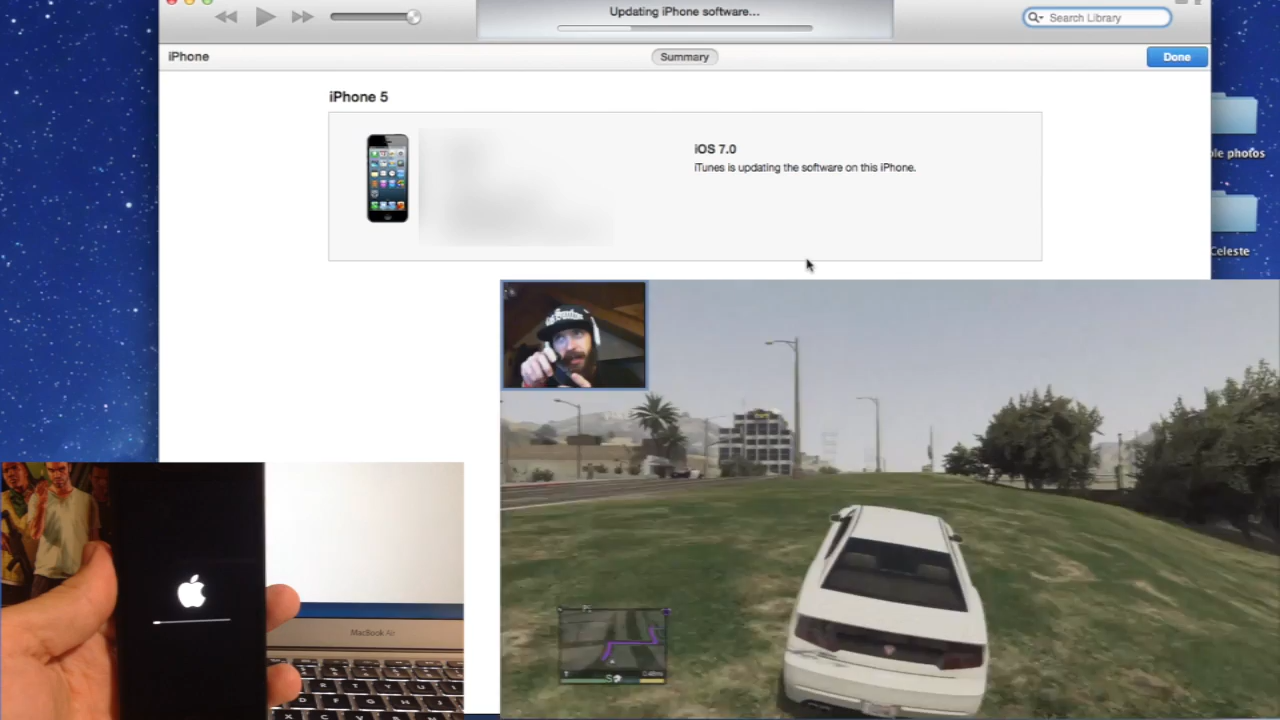 Updating iPhone software...
Search Library
iPhone
Summary
Done
iPhone 5
iOS 7.0
iTunes is updating the software on this iPhone.
ple photos
Celeste
MacBook Air